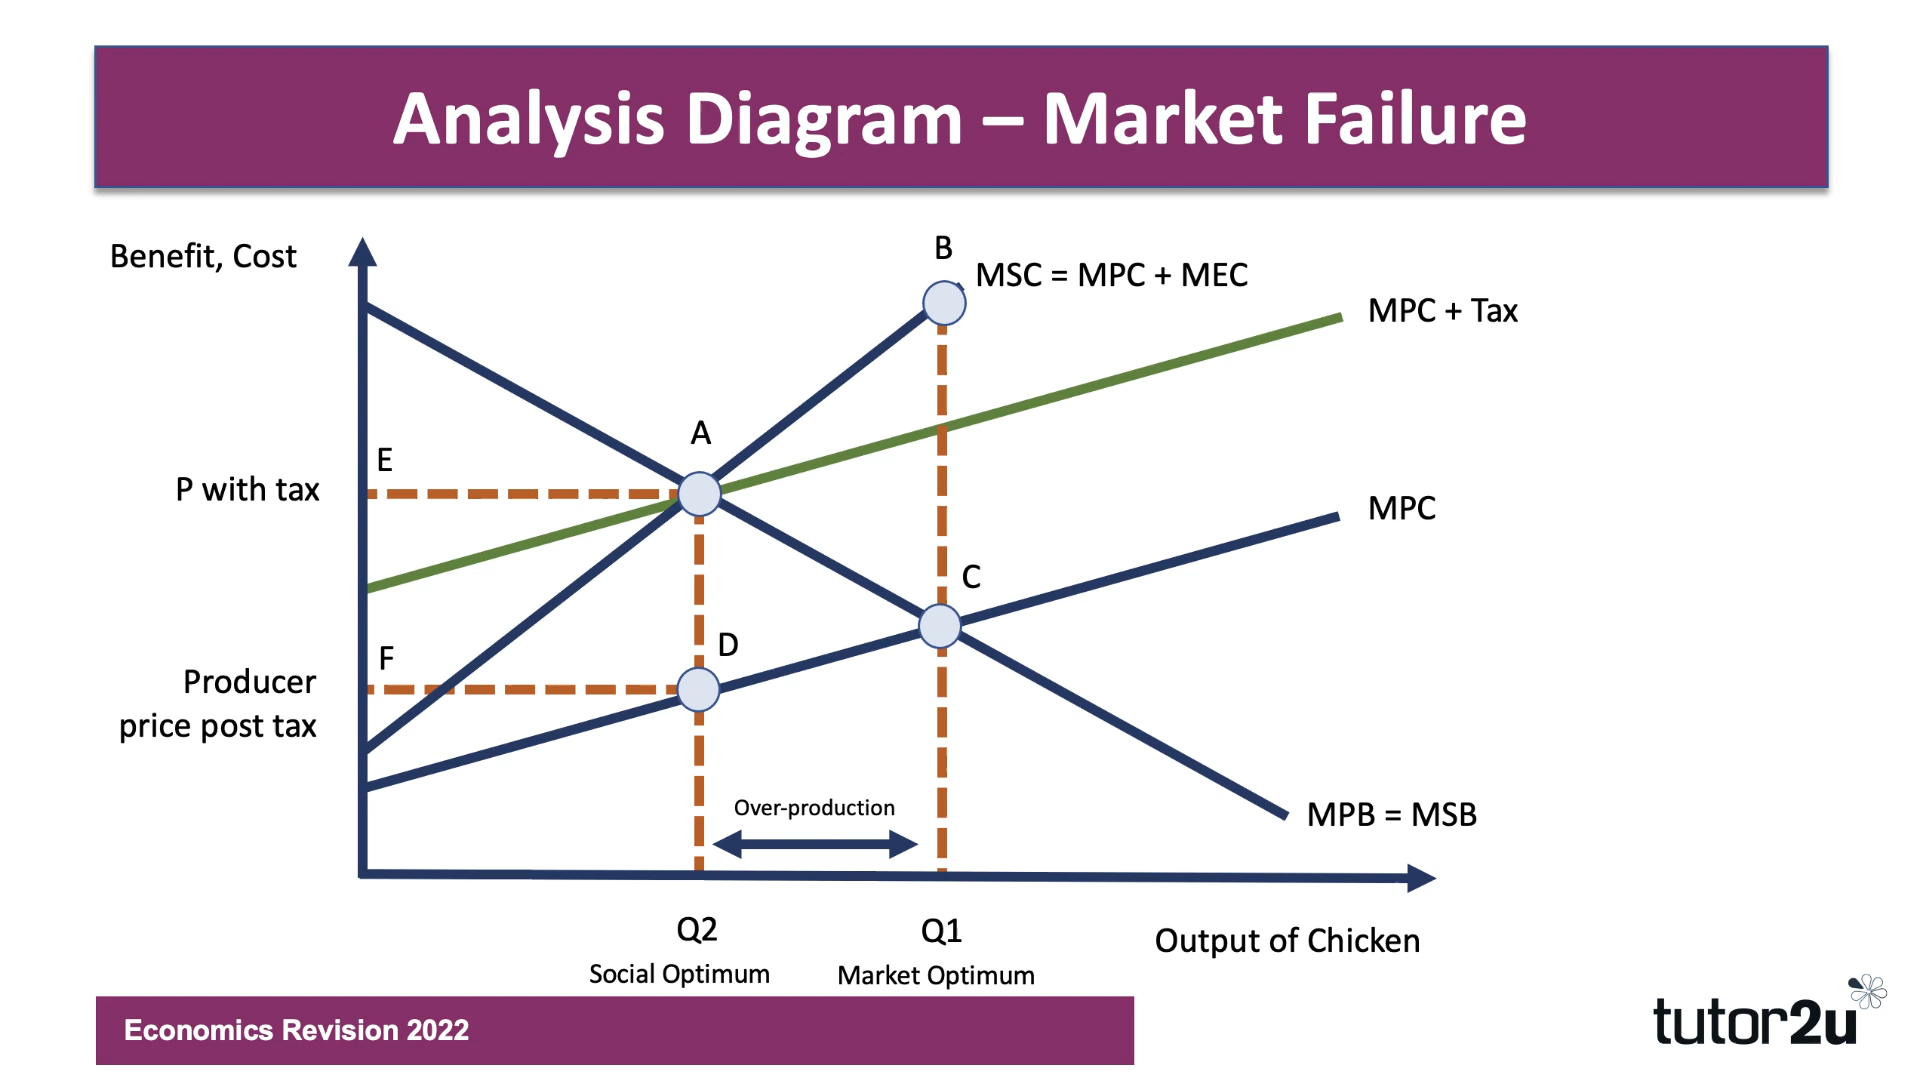 Analysis Diagram – Market Failure
Benefit, Cost
B
MSC = MPC + MEC
MPC + Tax
A
E
P with tax
MPC
C
D
F
Producer
price post tax
Over-production
MPB = MSB
Q2
Q1
Social Optimum
Market Optimum
Output of Chicken
Economics Revision 2022
tutor2u